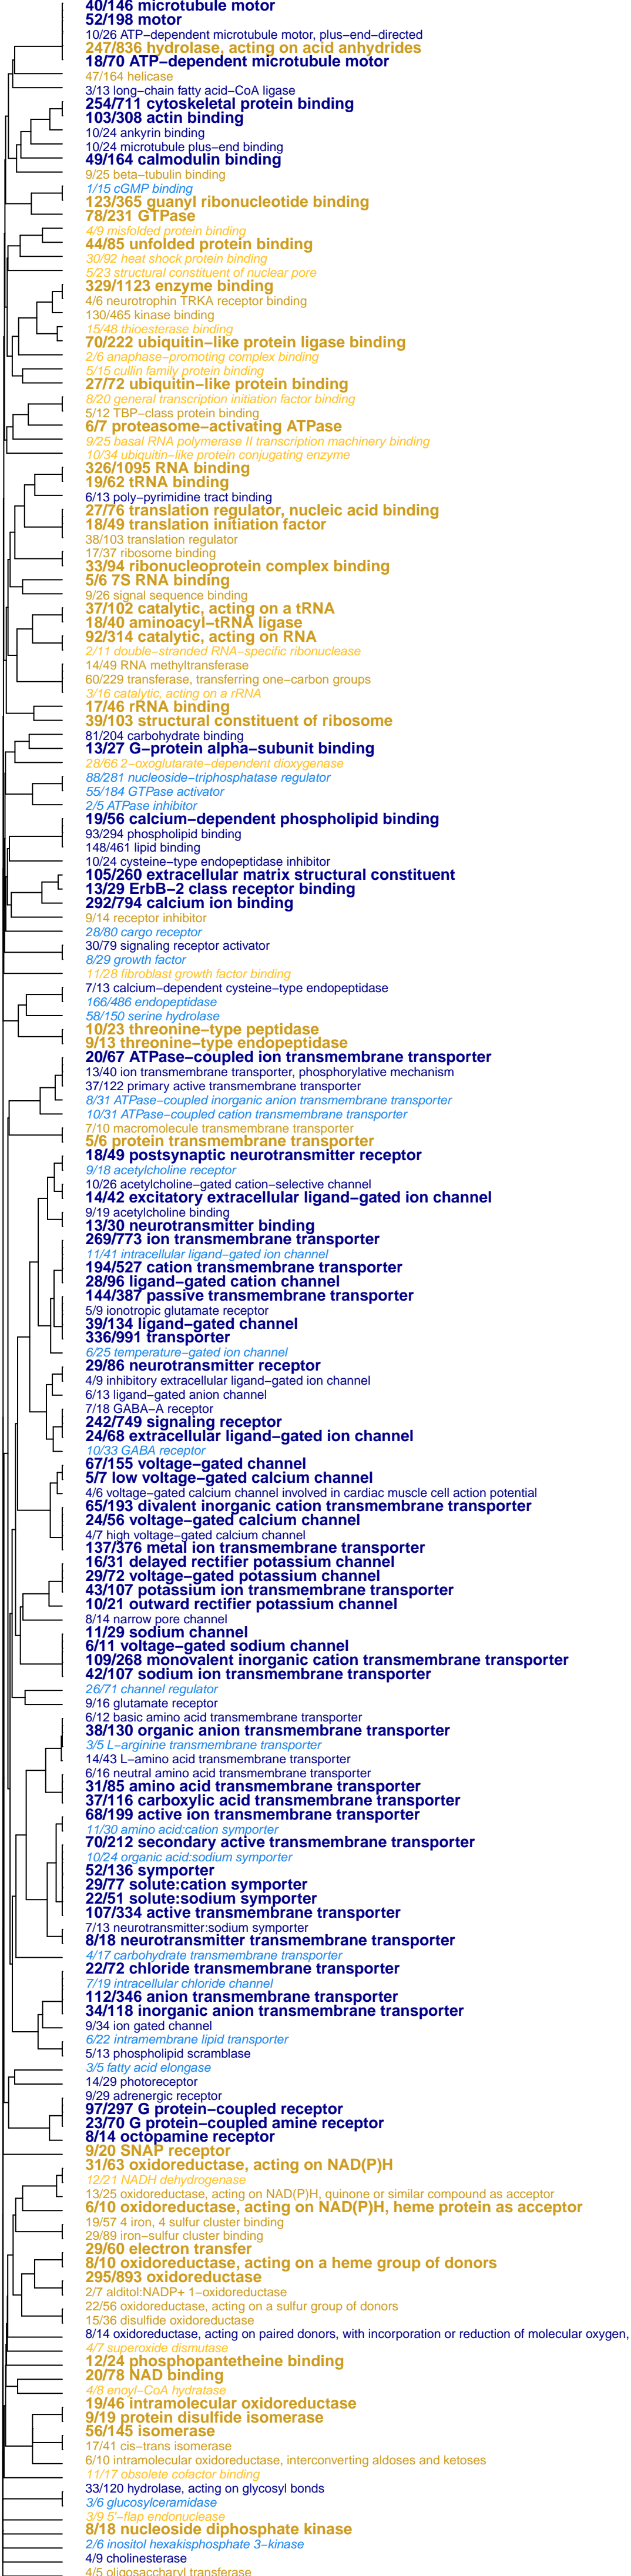 40/146 microtubule motor
52/198 motor
10/26 ATP−dependent microtubule motor, plus−end−directed
247/836 hydrolase, acting on acid anhydrides
18/70 ATP−dependent microtubule motor
47/164 helicase
3/13 long−chain fatty acid−CoA ligase
254/711 cytoskeletal protein binding
103/308 actin binding
10/24 ankyrin binding
10/24 microtubule plus−end binding
49/164 calmodulin binding
9/25 beta−tubulin binding
1/15 cGMP binding
123/365 guanyl ribonucleotide binding
78/231 GTPase
4/9 misfolded protein binding
44/85 unfolded protein binding
30/92 heat shock protein binding
5/23 structural constituent of nuclear pore
329/1123 enzyme binding
4/6 neurotrophin TRKA receptor binding
130/465 kinase binding
15/48 thioesterase binding
70/222 ubiquitin−like protein ligase binding
2/6 anaphase−promoting complex binding
5/15 cullin family protein binding
27/72 ubiquitin−like protein binding
8/20 general transcription initiation factor binding
5/12 TBP−class protein binding
6/7 proteasome−activating ATPase
9/25 basal RNA polymerase II transcription machinery binding
10/34 ubiquitin−like protein conjugating enzyme
326/1095 RNA binding
19/62 tRNA binding
6/13 poly−pyrimidine tract binding
27/76 translation regulator, nucleic acid binding
18/49 translation initiation factor
38/103 translation regulator
17/37 ribosome binding
33/94 ribonucleoprotein complex binding
5/6 7S RNA binding
9/26 signal sequence binding
37/102 catalytic, acting on a tRNA
18/40 aminoacyl−tRNA ligase
92/314 catalytic, acting on RNA
2/11 double−stranded RNA−specific ribonuclease
14/49 RNA methyltransferase
60/229 transferase, transferring one−carbon groups
3/16 catalytic, acting on a rRNA
17/46 rRNA binding
39/103 structural constituent of ribosome
81/204 carbohydrate binding
13/27 G−protein alpha−subunit binding
28/66 2−oxoglutarate−dependent dioxygenase
88/281 nucleoside−triphosphatase regulator
55/184 GTPase activator
2/5 ATPase inhibitor
19/56 calcium−dependent phospholipid binding
93/294 phospholipid binding
148/461 lipid binding
10/24 cysteine−type endopeptidase inhibitor
105/260 extracellular matrix structural constituent
13/29 ErbB−2 class receptor binding
292/794 calcium ion binding
9/14 receptor inhibitor
28/80 cargo receptor
30/79 signaling receptor activator
8/29 growth factor
11/28 fibroblast growth factor binding
7/13 calcium−dependent cysteine−type endopeptidase
166/486 endopeptidase
58/150 serine hydrolase
10/23 threonine−type peptidase
9/13 threonine−type endopeptidase
20/67 ATPase−coupled ion transmembrane transporter
13/40 ion transmembrane transporter, phosphorylative mechanism
37/122 primary active transmembrane transporter
8/31 ATPase−coupled inorganic anion transmembrane transporter
10/31 ATPase−coupled cation transmembrane transporter
7/10 macromolecule transmembrane transporter
5/6 protein transmembrane transporter
18/49 postsynaptic neurotransmitter receptor
9/18 acetylcholine receptor
10/26 acetylcholine−gated cation−selective channel
14/42 excitatory extracellular ligand−gated ion channel
9/19 acetylcholine binding
13/30 neurotransmitter binding
269/773 ion transmembrane transporter
11/41 intracellular ligand−gated ion channel
194/527 cation transmembrane transporter
28/96 ligand−gated cation channel
144/387 passive transmembrane transporter
5/9 ionotropic glutamate receptor
39/134 ligand−gated channel
336/991 transporter
6/25 temperature−gated ion channel
29/86 neurotransmitter receptor
4/9 inhibitory extracellular ligand−gated ion channel
6/13 ligand−gated anion channel
7/18 GABA−A receptor
242/749 signaling receptor
24/68 extracellular ligand−gated ion channel
10/33 GABA receptor
67/155 voltage−gated channel
5/7 low voltage−gated calcium channel
4/6 voltage−gated calcium channel involved in cardiac muscle cell action potential
65/193 divalent inorganic cation transmembrane transporter
24/56 voltage−gated calcium channel
4/7 high voltage−gated calcium channel
137/376 metal ion transmembrane transporter
16/31 delayed rectifier potassium channel
29/72 voltage−gated potassium channel
43/107 potassium ion transmembrane transporter
10/21 outward rectifier potassium channel
8/14 narrow pore channel
11/29 sodium channel
6/11 voltage−gated sodium channel
109/268 monovalent inorganic cation transmembrane transporter
42/107 sodium ion transmembrane transporter
26/71 channel regulator
9/16 glutamate receptor
6/12 basic amino acid transmembrane transporter
38/130 organic anion transmembrane transporter
3/5 L−arginine transmembrane transporter
14/43 L−amino acid transmembrane transporter
6/16 neutral amino acid transmembrane transporter
31/85 amino acid transmembrane transporter
37/116 carboxylic acid transmembrane transporter
68/199 active ion transmembrane transporter
11/30 amino acid:cation symporter
70/212 secondary active transmembrane transporter
10/24 organic acid:sodium symporter
52/136 symporter
29/77 solute:cation symporter
22/51 solute:sodium symporter
107/334 active transmembrane transporter
7/13 neurotransmitter:sodium symporter
8/18 neurotransmitter transmembrane transporter
4/17 carbohydrate transmembrane transporter
22/72 chloride transmembrane transporter
7/19 intracellular chloride channel
112/346 anion transmembrane transporter
34/118 inorganic anion transmembrane transporter
9/34 ion gated channel
6/22 intramembrane lipid transporter
5/13 phospholipid scramblase
3/5 fatty acid elongase
14/29 photoreceptor
9/29 adrenergic receptor
97/297 G protein−coupled receptor
23/70 G protein−coupled amine receptor
8/14 octopamine receptor
9/20 SNAP receptor
31/63 oxidoreductase, acting on NAD(P)H
12/21 NADH dehydrogenase
13/25 oxidoreductase, acting on NAD(P)H, quinone or similar compound as acceptor
6/10 oxidoreductase, acting on NAD(P)H, heme protein as acceptor
19/57 4 iron, 4 sulfur cluster binding
29/89 iron−sulfur cluster binding
29/60 electron transfer
8/10 oxidoreductase, acting on a heme group of donors
295/893 oxidoreductase
2/7 alditol:NADP+ 1−oxidoreductase
22/56 oxidoreductase, acting on a sulfur group of donors
15/36 disulfide oxidoreductase
8/14 oxidoreductase, acting on paired donors, with incorporation or reduction of molecular oxygen,
4/7 superoxide dismutase
12/24 phosphopantetheine binding
20/78 NAD binding
4/8 enoyl−CoA hydratase
19/46 intramolecular oxidoreductase
9/19 protein disulfide isomerase
56/145 isomerase
17/41 cis−trans isomerase
6/10 intramolecular oxidoreductase, interconverting aldoses and ketoses
11/17 obsolete cofactor binding
33/120 hydrolase, acting on glycosyl bonds
3/6 glucosylceramidase
3/9 5'−flap endonuclease
8/18 nucleoside diphosphate kinase
2/6 inositol hexakisphosphate 3−kinase
4/9 cholinesterase
4/5 oligosaccharyl transferase